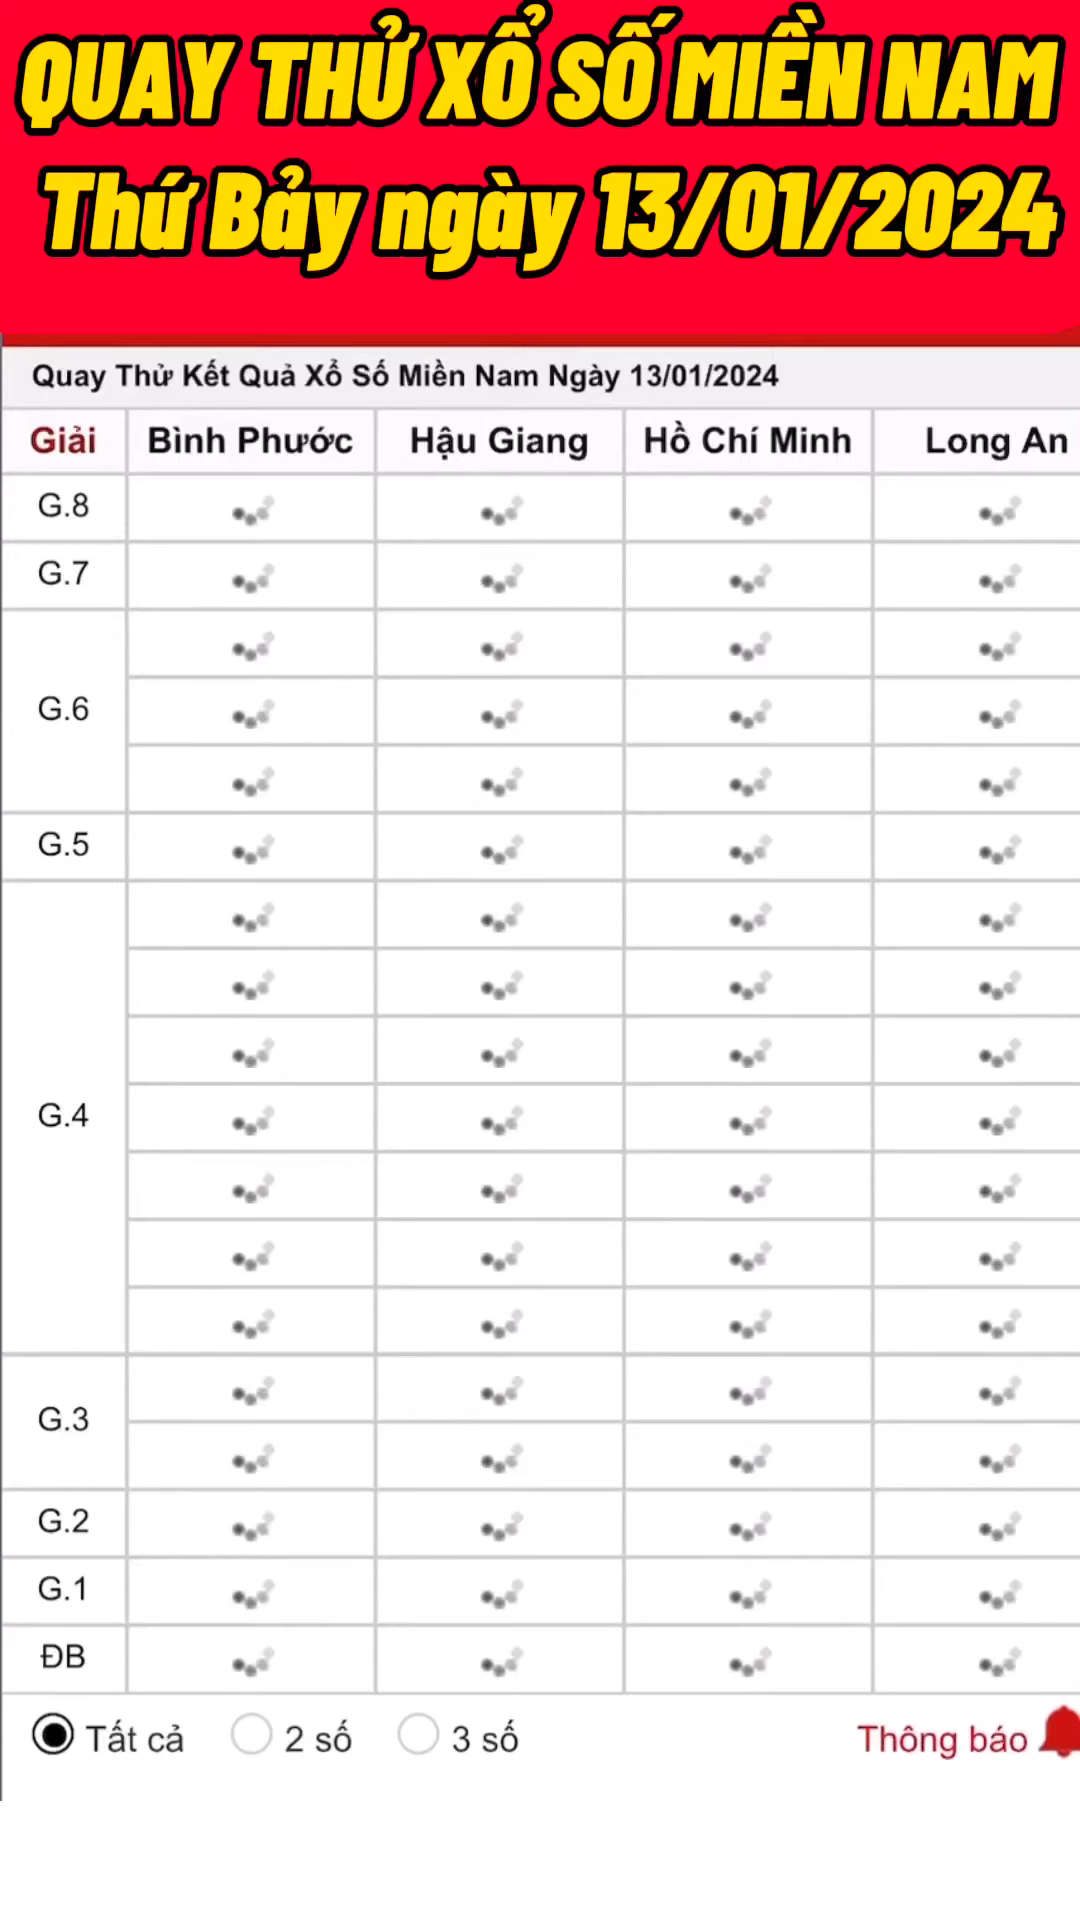 QUAY THỬ XỔ SỐ MIỀN NAM
Thứ Bảy ngày 13/01/2024
Quay Thử Kết Quả Xổ Số Miền Nam Ngày 13/01/2024
Giải Bình Phước Hậu Giang Hồ Chí Minh Long An
G.8
G.7
G.6
G.5
G.4
G.3
G.2
G.1
ĐB
Tất cả 2 số 3 số Thông báo